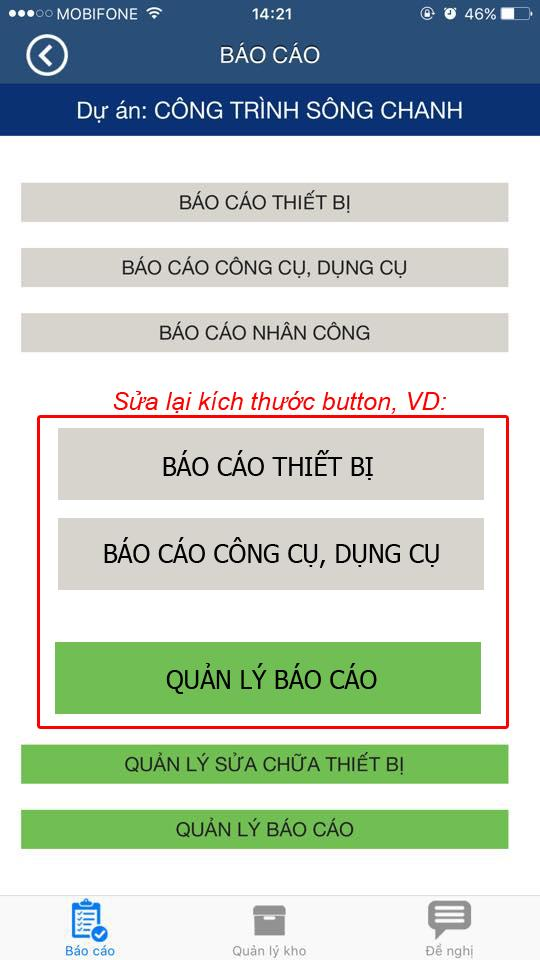 MOBIFONE 14:21 46%
BÁO CÁO
Dự án: CÔNG TRÌNH SÔNG CHANH
BÁO CÁO THIẾT BỊ
BÁO CÁO CÔNG CỤ, DỤNG CỤ
BÁO CÁO NHÂN CÔNG
Sửa lại kích thước button, VD:
BÁO CÁO THIẾT BỊ
BÁO CÁO CÔNG CỤ, DỤNG CỤ
QUẢN LÝ BÁO CÁO
QUẢN LÝ SỬA CHỮA THIẾT BỊ
QUẢN LÝ BÁO CÁO
Báo cáo Quản lý kho Đề nghị